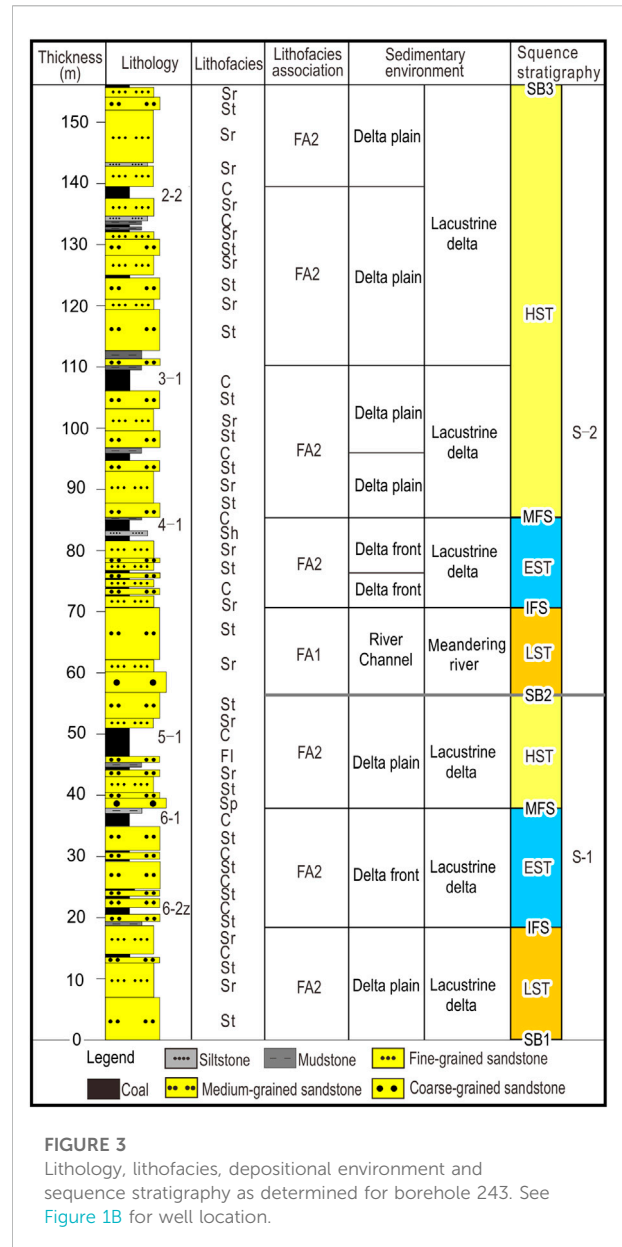 Thickness (m) Lithology Lithofacies Lithofacies association Sedimentary environment Squence stratigraphy
SB3
Sr
St
150
Sr
FA2 Delta plain
Sr
140
C
2-2
Sr
C
Sr
130
St
Lacustrine delta
Sr
FA2 Delta plain
St
120
Sr
HST
St
110
3-1
C
St
100
Sr
Delta plain
St
Lacustrine delta
S-2
C
FA2
St
90
Sr
Delta plain
St
MFS
C
4-1
Sh
80
Sr
Delta front
St
FA2
Lacustrine delta
EST
C
Delta front
70
Sr
IFS
St
FA1 River Channel Meandering river LST
60
Sr
SB2
St
Sr
50
5-1
C
Fl
HST
Sr
FA2 Delta plain Lacustrine delta
St
40
Sp
MFS
6-1
C
St
30
C
St
FA2 Delta front Lacustrine delta EST
S-1
C
St
6-2z
C
20
St
IFS
Sr
C
St
10
Sr
FA2 Delta plain Lacustrine delta LST
St
0
SB1
Legend Siltstone Mudstone Fine-grained sandstone
Coal Medium-grained sandstone Coarse-grained sandstone
FIGURE 3
Lithology, lithofacies, depositional environment and
sequence stratigraphy as determined for borehole 243. See
Figure 1B for well location.